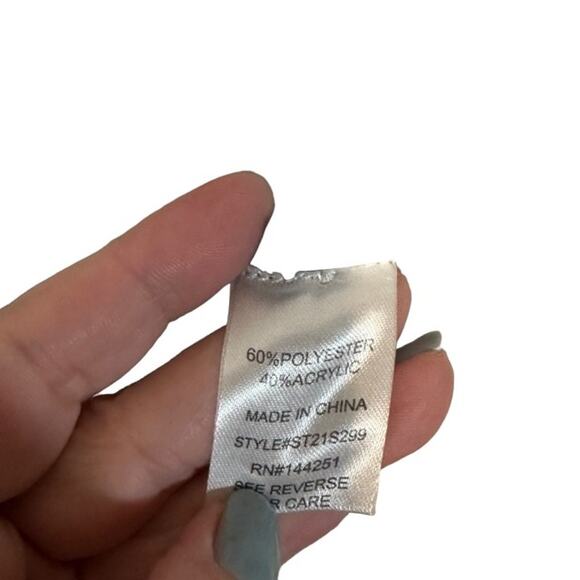 60%POLYESTER
40%ACRYLIC
MADE IN CHINA
STYLE#ST21S299
RN#144251
SEE REVERSE
R CARE